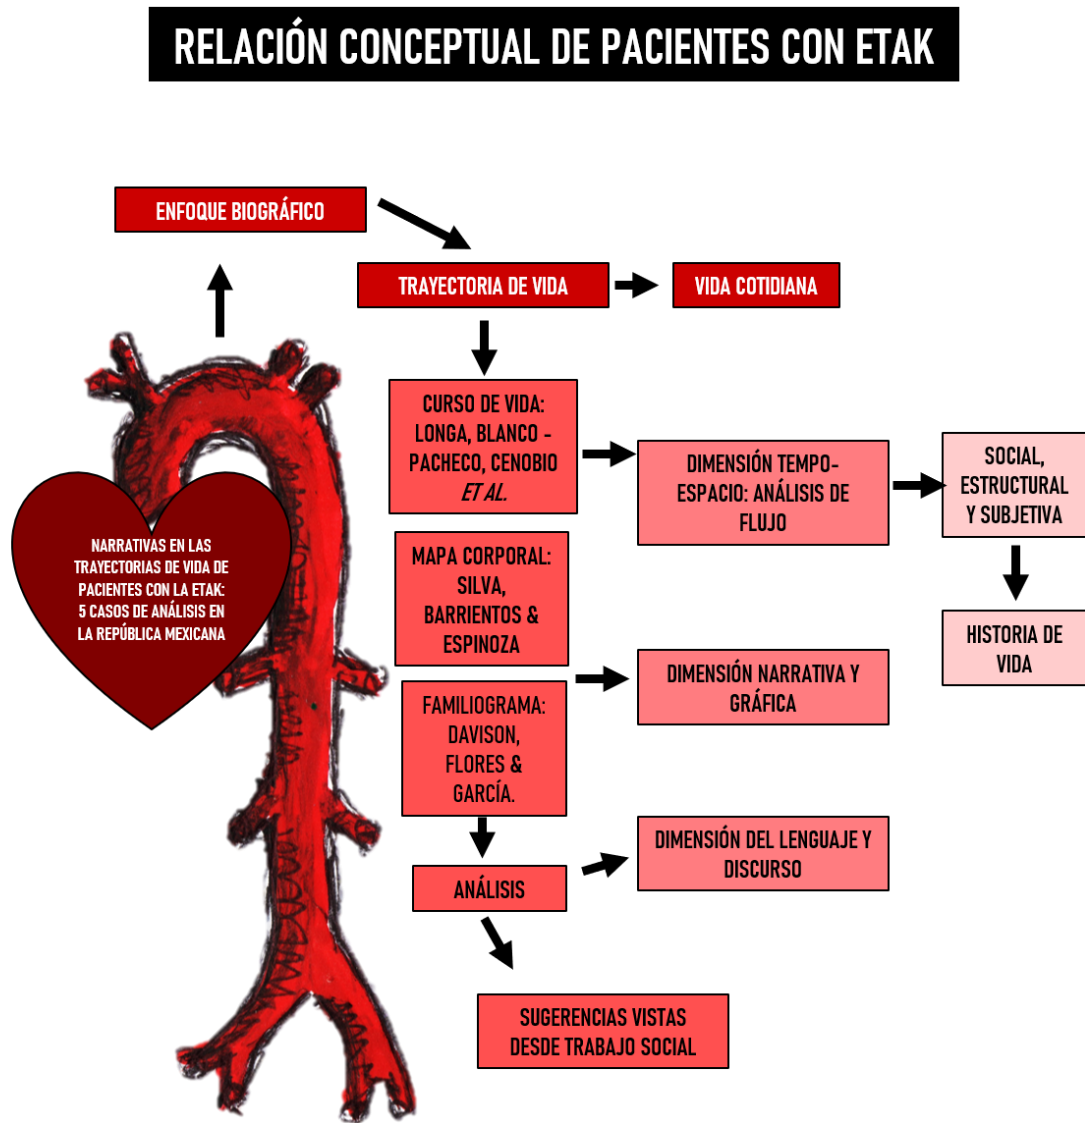 RELACIÓN CONCEPTUAL DE PACIENTES CON ETAK
ENFOQUE BIOGRÁFICO
TRAYECTORIA DE VIDA
VIDA COTIDIANA
CURSO DE VIDA:
LONGA, BLANCO -
PACHECO, CENOBIO
ET AL.
DIMENSIÓN TEMPO-
ESPACIO: ANÁLISIS DE
FLUJO
SOCIAL,
ESTRUCTURAL
Y SUBJETIVA
NARRATIVAS EN LAS
TRAYECTORIAS DE VIDA DE
PACIENTES CON LA ETAK:
5 CASOS DE ANÁLISIS EN
LA REPÚBLICA MEXICANA
MAPA CORPORAL:
SILVA,
BARRIENTOS &
ESPINOZA
HISTORIA DE
VIDA
DIMENSIÓN NARRATIVA Y
GRÁFICA
FAMILIOGRAMA:
DAVISON,
FLORES &
GARCÍA.
DIMENSIÓN DEL LENGUAJE Y
DISCURSO
ANÁLISIS
SUGERENCIAS VISTAS
DESDE TRABAJO SOCIAL